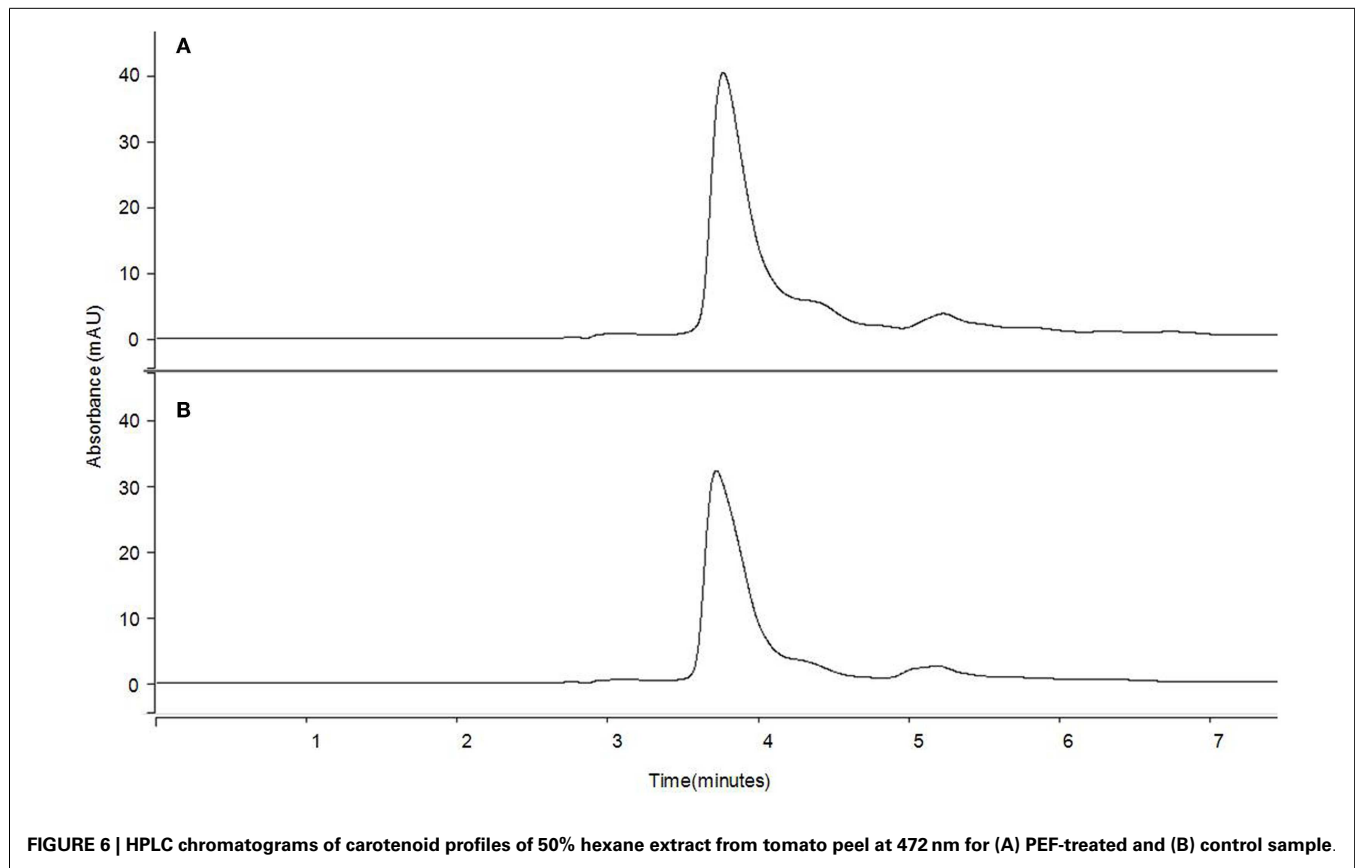 A
40
30
20
10
0
Absorbance (mAU)
B
40
30
20
10
0
1 2 3 4 5 6 7
Time(minutes)
FIGURE 6 | HPLC chromatograms of carotenoid profiles of 50% hexane extract from tomato peel at 472 nm for (A) PEF-treated and (B) control sample.